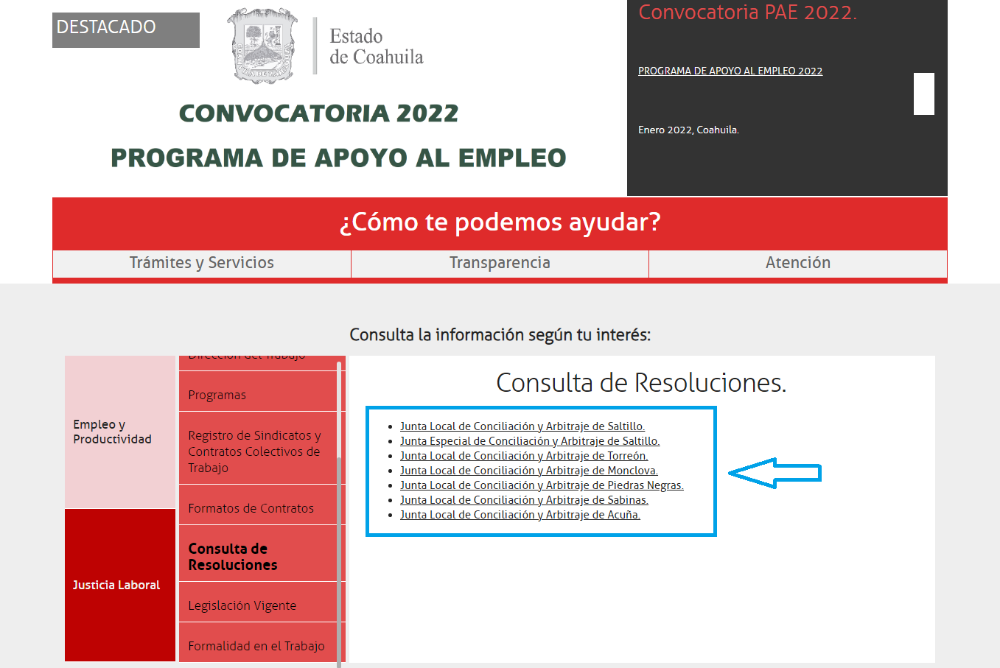 DESTACADO
Estado
de Coahuila
CONVOCATORIA 2022
PROGRAMA DE APOYO AL EMPLEO
Convocatoria PAE 2022.
PROGRAMA DE APOYO AL EMPLEO 2022
Enero 2022, Coahuila.
¿Cómo te podemos ayudar?
Trámites y Servicios
Transparencia
Atención
Consulta la información según tu interés:
Empleo y
Productividad
Justicia Laboral
Dirección del Trabajo
Programas
Registro de Sindicatos y
Contratos Colectivos de
Trabajo
Formatos de Contratos
Consulta de
Resoluciones
Legislación Vigente
Formalidad en el Trabajo
Consulta de Resoluciones.
Junta Local de Conciliación y Arbitraje de Saltillo.
Junta Especial de Conciliación y Arbitraje de Saltillo.
Junta Local de Conciliación y Arbitraje de Torreón.
Junta Local de Conciliación y Arbitraje de Monclova.
Junta Local de Conciliación y Arbitraje de Piedras Negras.
Junta Local de Conciliación y Arbitraje de Sabinas.
Junta Local de Conciliación y Arbitraje de Acuña.